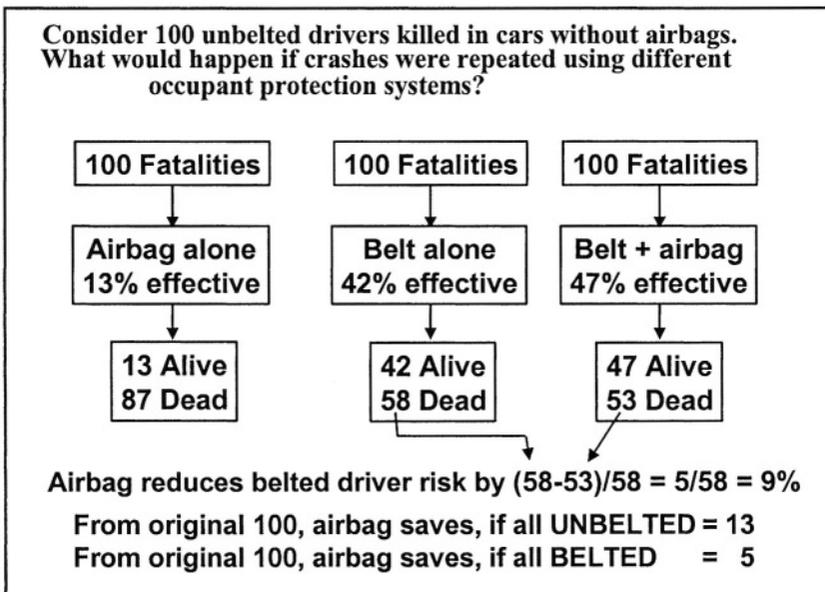 Consider 100 unbelted drivers killed in cars without airbags.
What would happen if crashes were repeated using different
occupant protection systems?
100 Fatalities
100 Fatalities
100 Fatalities
Airbag alone
13% effective
Belt alone
42% effective
Belt + airbag
47% effective
13 Alive
87 Dead
42 Alive
58 Dead
47 Alive
53 Dead
Airbag reduces belted driver risk by (58-53)/58 = 5/58 = 9%
From original 100, airbag saves, if all UNBELTED = 13
From original 100, airbag saves, if all BELTED = 5